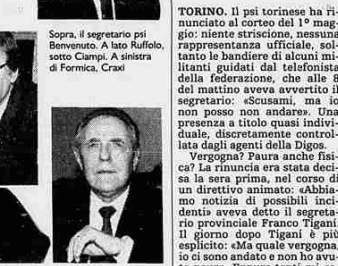 Sopra, il segretario psi
Benvenuto. A lato Ruffolo,
sotto Ciampi. A sinistra
di Formica, Craxi
TORINO. Il psi torinese ha ri-
nunciato al corteo del 1º mag-
gio: niente striscione, nessuna
rappresentanza ufficiale, sol-
tanto le bandiere di alcuni mi-
litanti guidati dal telefonista
della federazione, che alle 8
del mattino aveva avvertito il
segretario: «Scusami, ma io
non posso non andare». Una
presenza a titolo quasi indivi-
duale, discretamente control-
lata dagli agenti della Digos.
Vergogna? Paura anche fisi-
ca? La rinuncia era stata deci-
sa la sera prima, nel corso di
un direttivo animato: «Abbia-
mo notizia di possibili inci-
denti» aveva detto il segreta-
rio provinciale Franco Tigani.
Il giorno dopo Tigani è più
esplicito: «Ma quale vergogna,
io ci sono andato e non ho avu-